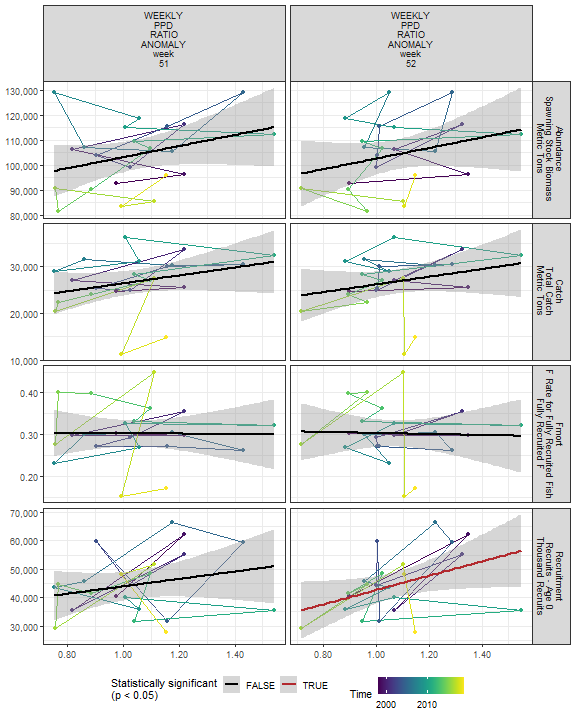 WEEKLY
PPD
RATIO
ANOMALY
week
51
WEEKLY
PPD
RATIO
ANOMALY
week
52
130,000
120,000
110,000
100,000
90,000
80,000
Abundance
Spawning Stock Biomass
Metric Tons
30,000
20,000
10,000
Catch
Total Catch
Metric Tons
0.40
0.30
0.20
Fmort
F Rate for Fully Recruited Fish
Fully Recruited F
70,000
60,000
50,000
40,000
30,000
Recruitment
Recruits - Age 0
Thousand Recruits
0.80 1.00 1.20 1.40
0.80 1.00 1.20 1.40
Statistically significant
(p < 0.05)
FALSE
TRUE
Time
2000 2010